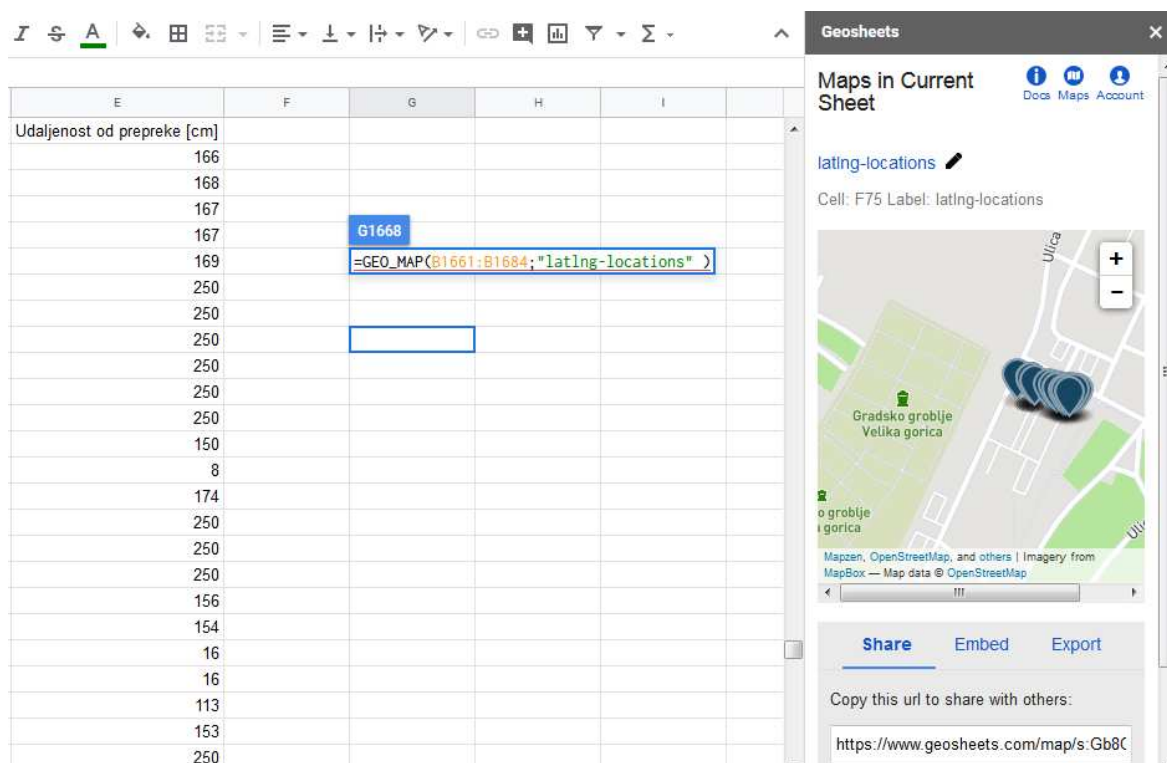 Geosheets
E F G H I
Udaljenost od prepreke [cm]
166
168
167
167
169
250
250
250
250
250
250
150
8
174
250
250
250
156
154
16
16
113
153
250
G1668
=GEO_MAP(B1661:B1684;"latlng-locations" )
Maps in Current
Sheet
Docs Maps Account
latlng-locations
Cell: F75 Label: latlng-locations
Ulica
+
−
Gradsko groblje
Velika gorica
o groblje
gorica
Mapzen, OpenStreetMap, and others | Imagery from
MapBox — Map data © OpenStreetMap
Share Embed Export
Copy this url to share with others:
https://www.geosheets.com/map/s:Gb8